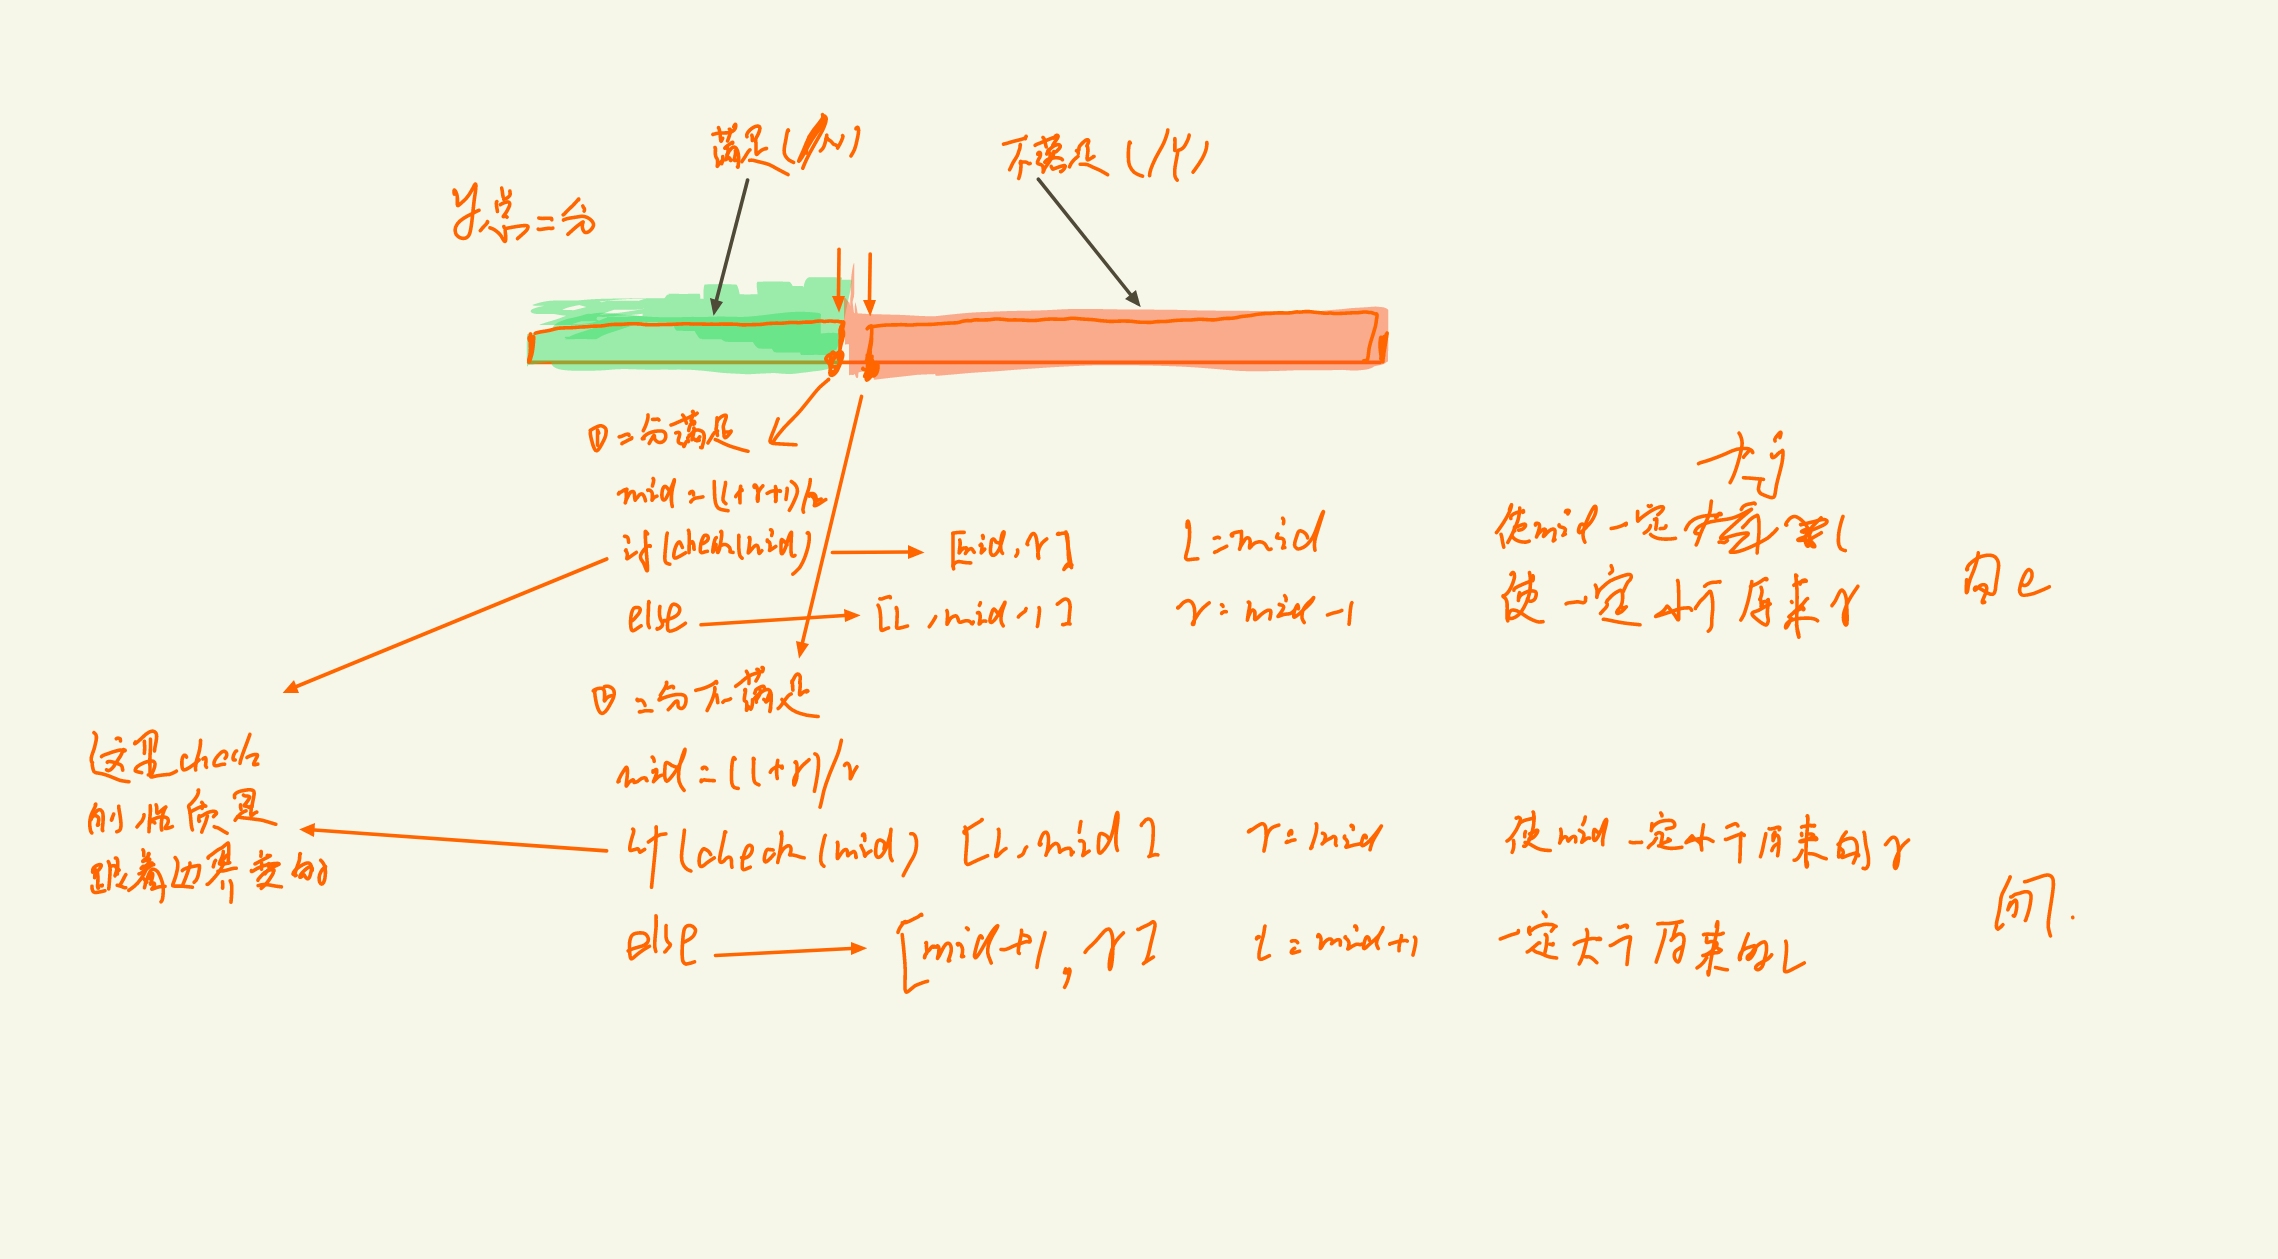 满足(/N)
不满足(/Y)
二分
① 二分满足
mid=(l+r+1)/2
if(check(mid) [mid,r] L=mid 使mid一定大于 l
else [L,mid-1] r=mid-1 使一定小于原来r 向
② 二分不满足
mid=(l+r)/2
if(check(mid) [L,mid] r=mid 使mid一定小于原来的r
else [mid+1,r] L=mid+1 一定大于原来的L 向
这里check
的性质是
跟着边界变的